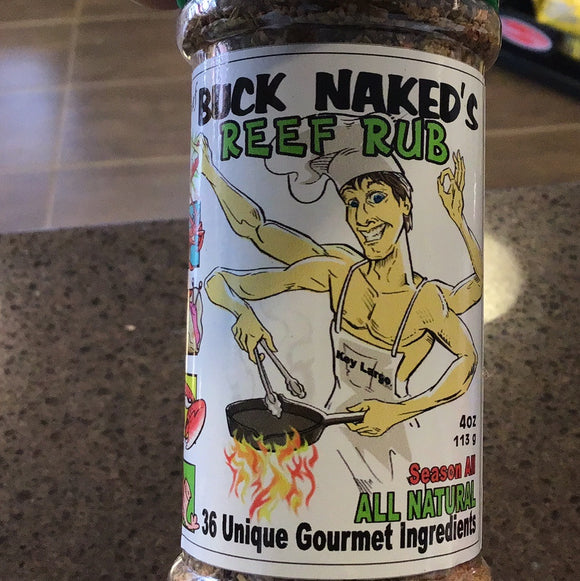 BUCK NAKED'S
REEF RUB
Key Largo
4oz
113 g
Season All
ALL NATURAL
36 Unique Gourmet Ingredients